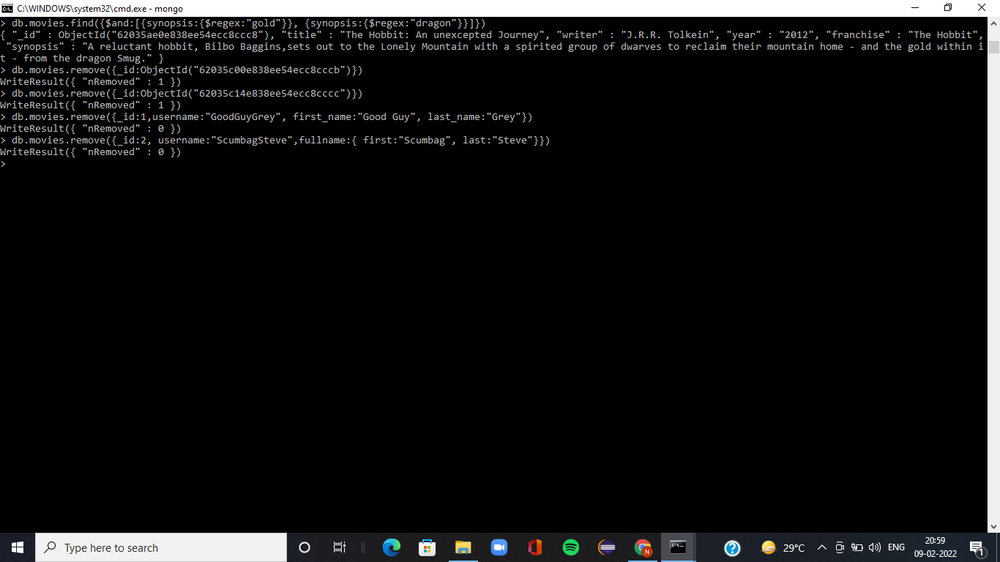 C:\WINDOWS\system32\cmd.exe - mongo
> db.movies.find({$and:[{synopsis:{$regex:"gold"}}, {synopsis:{$regex:"dragon"}}]})
{ "_id" : ObjectId("62035ae0e838ee54ecc8ccc8"), "title" : "The Hobbit: An unexcepted Journey", "writer" : "J.R.R. Tolkein", "year" : "2012", "franchise" : "The Hobbit",
"synopsis" : "A reluctant hobbit, Bilbo Baggins,sets out to the Lonely Mountain with a spirited group of dwarves to reclaim their mountain home - and the gold within i
t - from the dragon Smug." }
> db.movies.remove({_id:ObjectId("62035c00e838ee54ecc8cccb")})
WriteResult({ "nRemoved" : 1 })
> db.movies.remove({_id:ObjectId("62035c14e838ee54ecc8cccc")})
WriteResult({ "nRemoved" : 1 })
> db.movies.remove({_id:1,username:"GoodGuyGrey", first_name:"Good Guy", last_name:"Grey"})
WriteResult({ "nRemoved" : 0 })
> db.movies.remove({_id:2, username:"ScumbagSteve",fullname:{ first:"Scumbag", last:"Steve"}})
WriteResult({ "nRemoved" : 0 })
>
Type here to search
N
?
29°C
ENG
20:59
09-02-2022
1